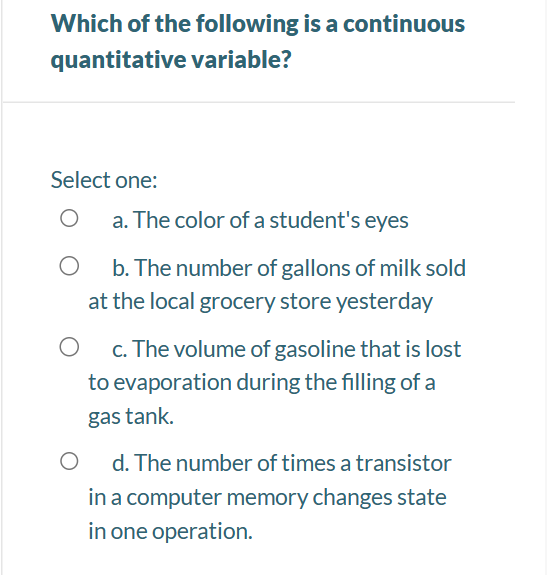 Which of the following is a continuous
quantitative variable?
Select one:
a. The color of a student's eyes
b. The number of gallons of milk sold
at the local grocery store yesterday
c. The volume of gasoline that is lost
to evaporation during the filling of a
gas tank.
d. The number of times a transistor
in a computer memory changes state
in one operation.